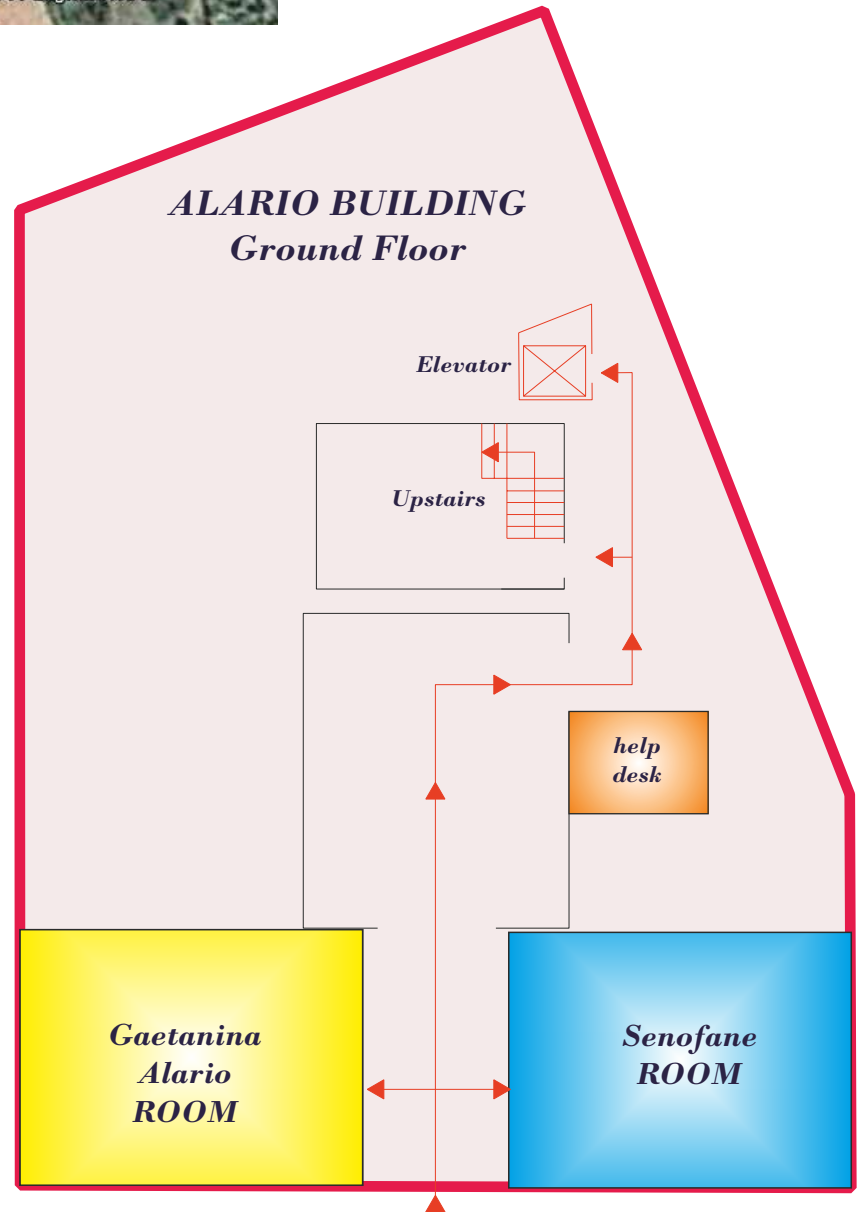 ALARIO BUILDING
Ground Floor
Elevator
Upstairs
help
desk
Gaetanina
Alario
ROOM
Senofane
ROOM